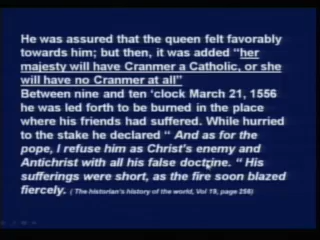 He was assured that the queen felt favorably
towards him; but then, it was added “her
majesty will have Cranmer a Catholic, or she
will have no Cranmer at all”
Between nine and ten ‘clock March 21, 1556
he was led forth to be burned in the place
where his friends had suffered. While hurried
to the stake he declared “ And as for the
pope, I refuse him as Christ’s enemy and
Antichrist with all his false doctine. “ His
sufferings were short, as the fire soon blazed
fiercely. ( The historian’s history of the world, Vol 19, page 258)